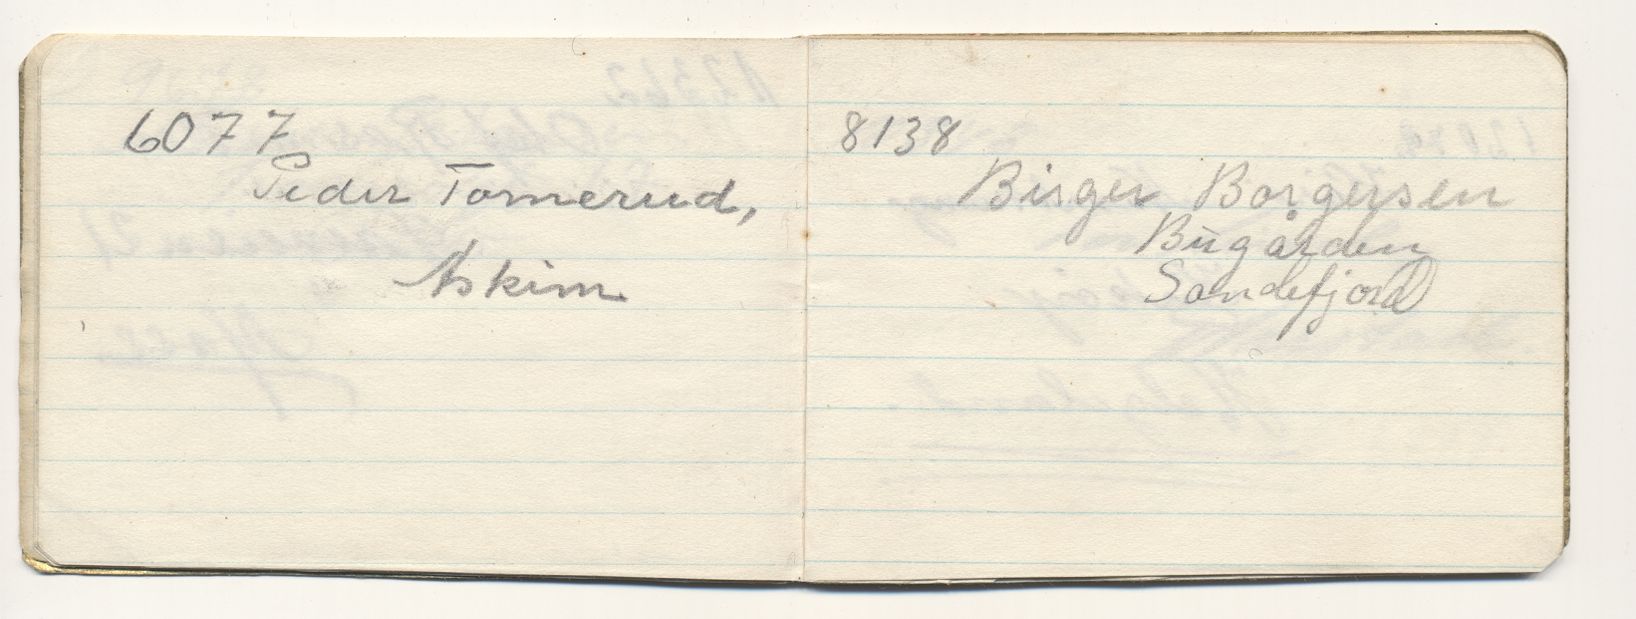 6077
Peder Tomerud,
Askim
8138
Birger Borgersen
Bugården
Sandefjord